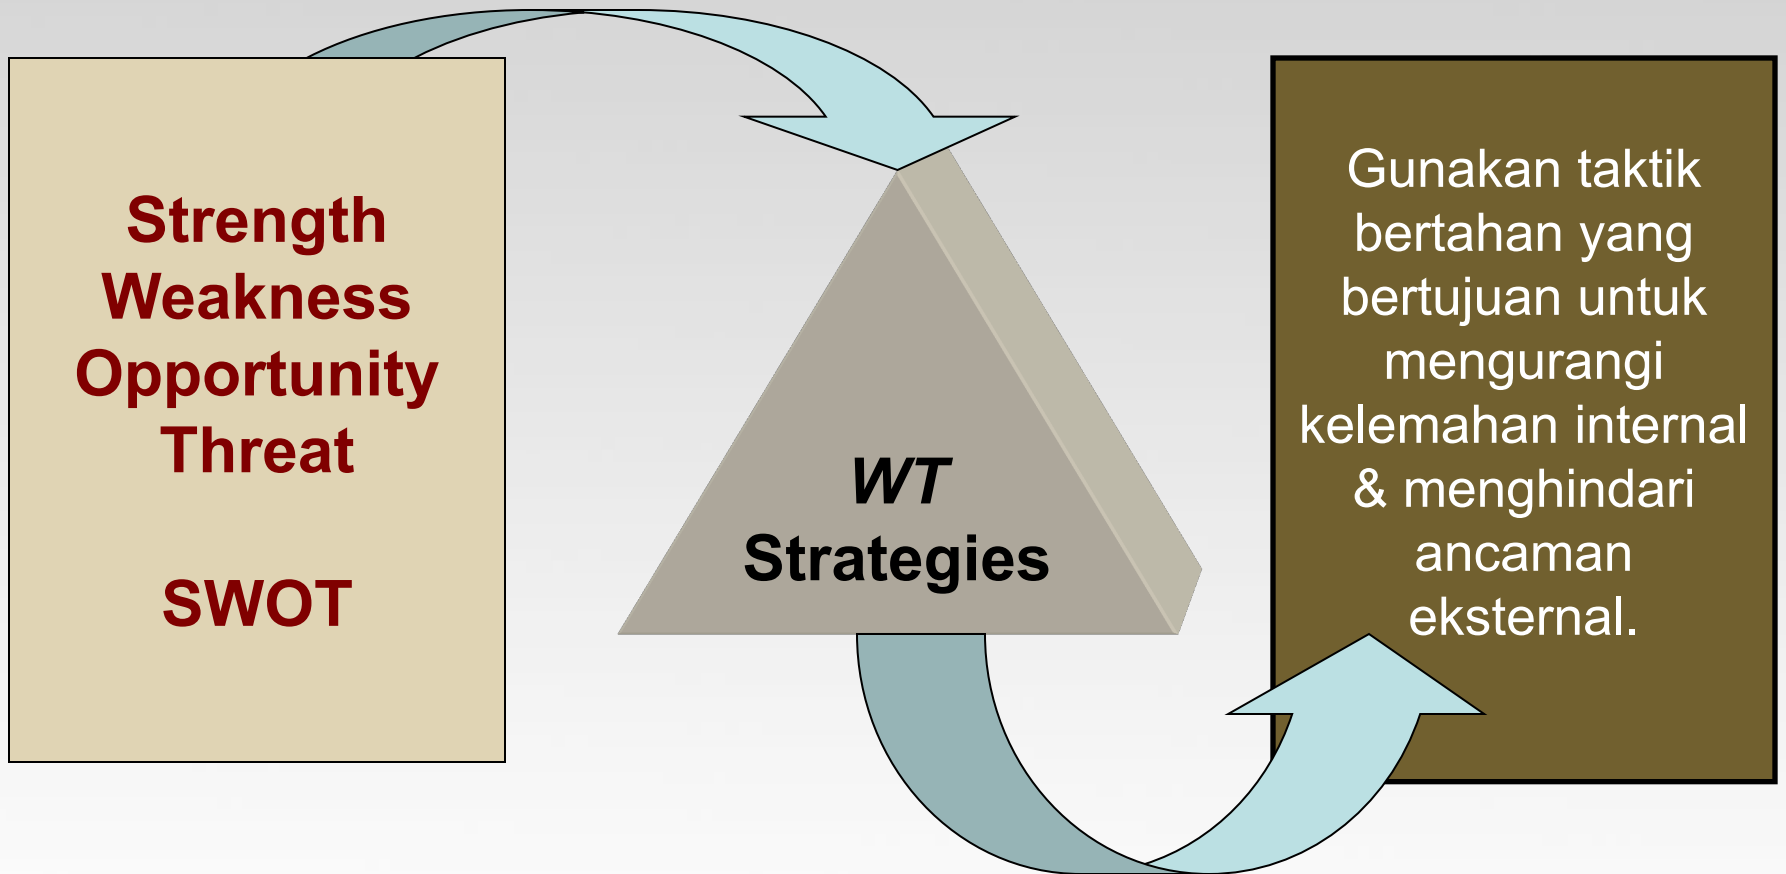 Strength
Weakness
Opportunity
Threat
SWOT
WT
Strategies
Gunakan taktik
bertahan yang
bertujuan untuk
mengurangi
kelemahan internal
& menghindari
ancaman
eksternal.